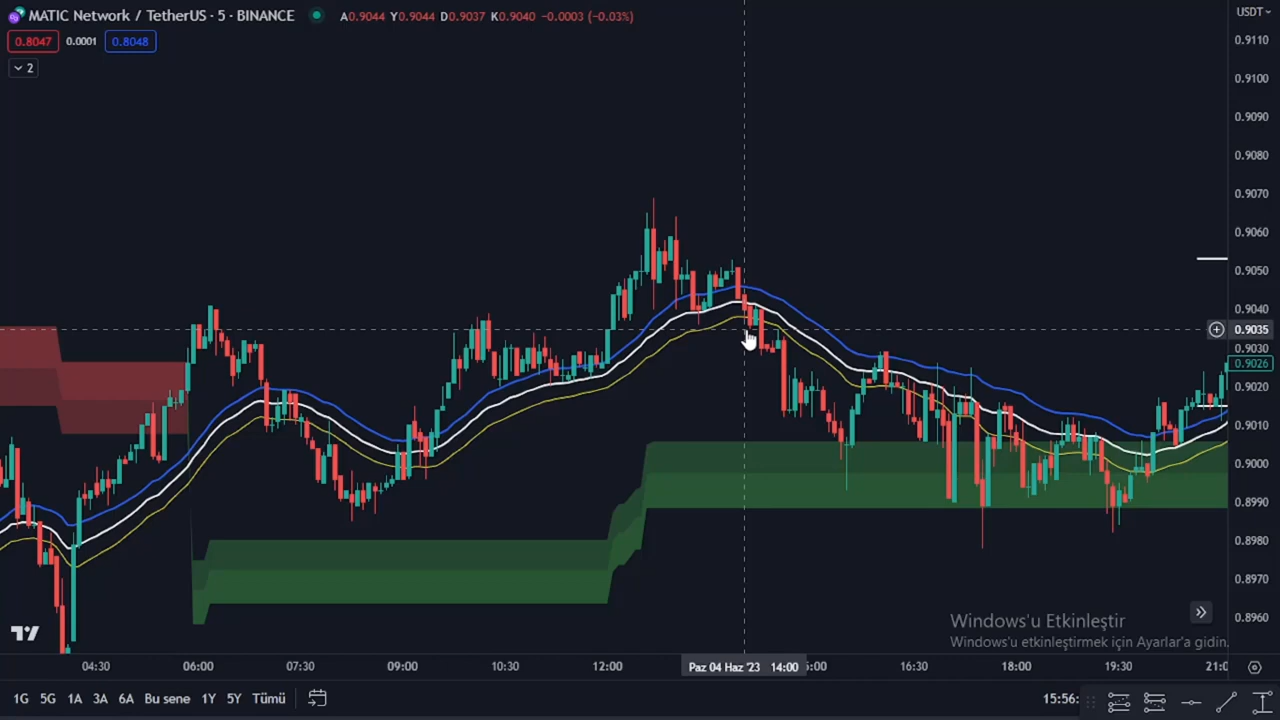 MATIC Network / TetherUS · 5 · BINANCE A0.9044 Y0.9044 D0.9037 K0.9040 −0.0003 (−0.03%)
USDT
0.8047 0.0001 0.8048
2
0.9110
0.9100
0.9090
0.9080
0.9070
0.9060
0.9050
0.9040
0.9035
0.9030
0.9026
0.9020
0.9010
0.9000
0.8990
0.8980
0.8970
0.8960
Windows'u Etkinleştir
Windows'u etkinleştirmek için Ayarlar'a gidin.
04:30 06:00 07:30 09:00 10:30 12:00 Paz 04 Haz '23 14:00 5:00 16:30 18:00 19:30 21:0
1G 5G 1A 3A 6A Bu sene 1Y 5Y Tümü 15:56: